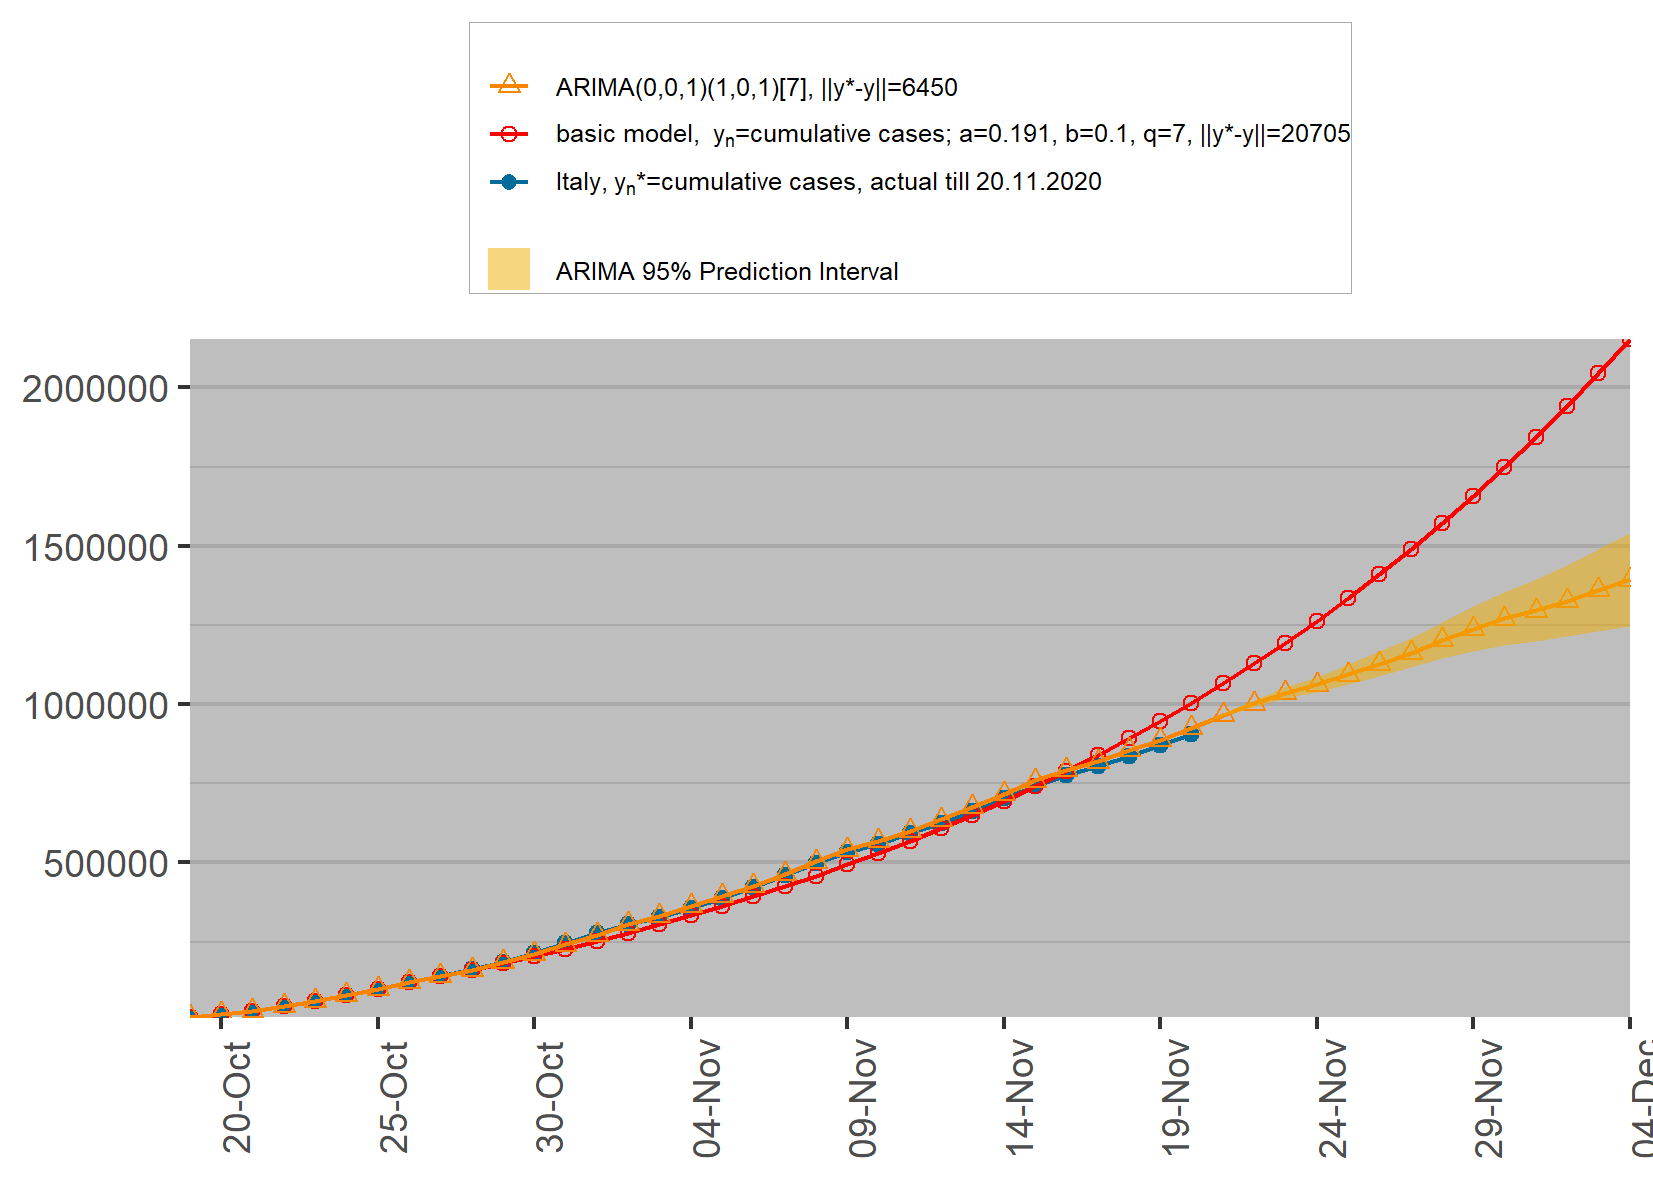 ARIMA(0,0,1)(1,0,1)[7], ||y*-y||=6450
basic model,  yn=cumulative cases; a=0.191, b=0.1, q=7, ||y*-y||=20705
Italy, yn*=cumulative cases, actual till 20.11.2020
ARIMA 95% Prediction Interval
2000000
1500000
1000000
500000
20-Oct
25-Oct
30-Oct
04-Nov
09-Nov
14-Nov
19-Nov
24-Nov
29-Nov
04-Dec